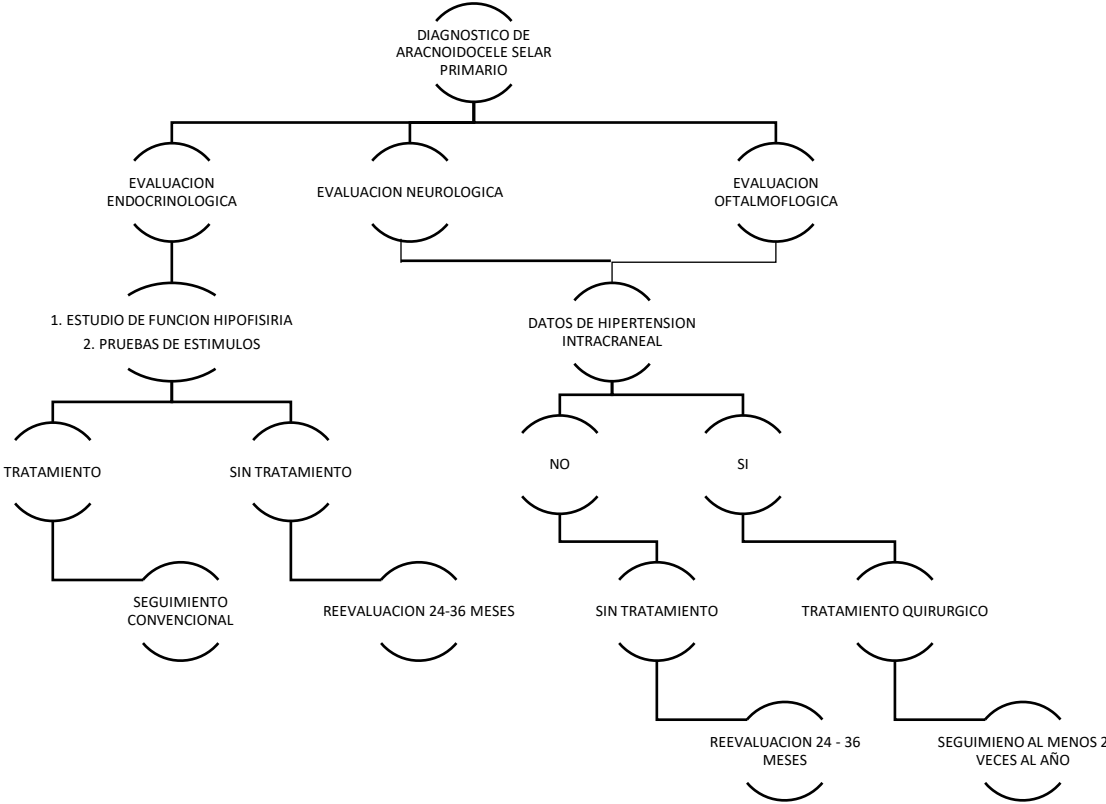 DIAGNOSTICO DE
ARACNOIDOCELE SELAR
PRIMARIO
EVALUACION
ENDOCRINOLOGICA
EVALUACION NEUROLOGICA
EVALUACION
OFTALMOFLOGICA
1. ESTUDIO DE FUNCION HIPOFISIRIA
2. PRUEBAS DE ESTIMULOS
DATOS DE HIPERTENSION
INTRACRANEAL
TRATAMIENTO
SIN TRATAMIENTO
NO
SI
SEGUIMIENTO
CONVENCIONAL
REEVALUACION 24-36 MESES
SIN TRATAMIENTO
TRATAMIENTO QUIRURGICO
REEVALUACION 24 - 36
MESES
SEGUIMIENO AL MENOS 2
VECES AL AÑO